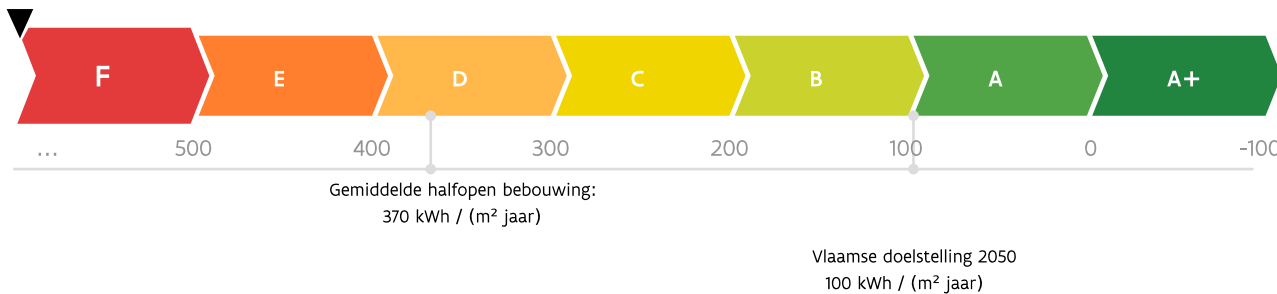 F E D C B A A+
... 500 400 300 200 100 0 -100
Gemiddelde halfopen bebouwing:
370 kWh / (m² jaar)
Vlaamse doelstelling 2050
100 kWh / (m² jaar)